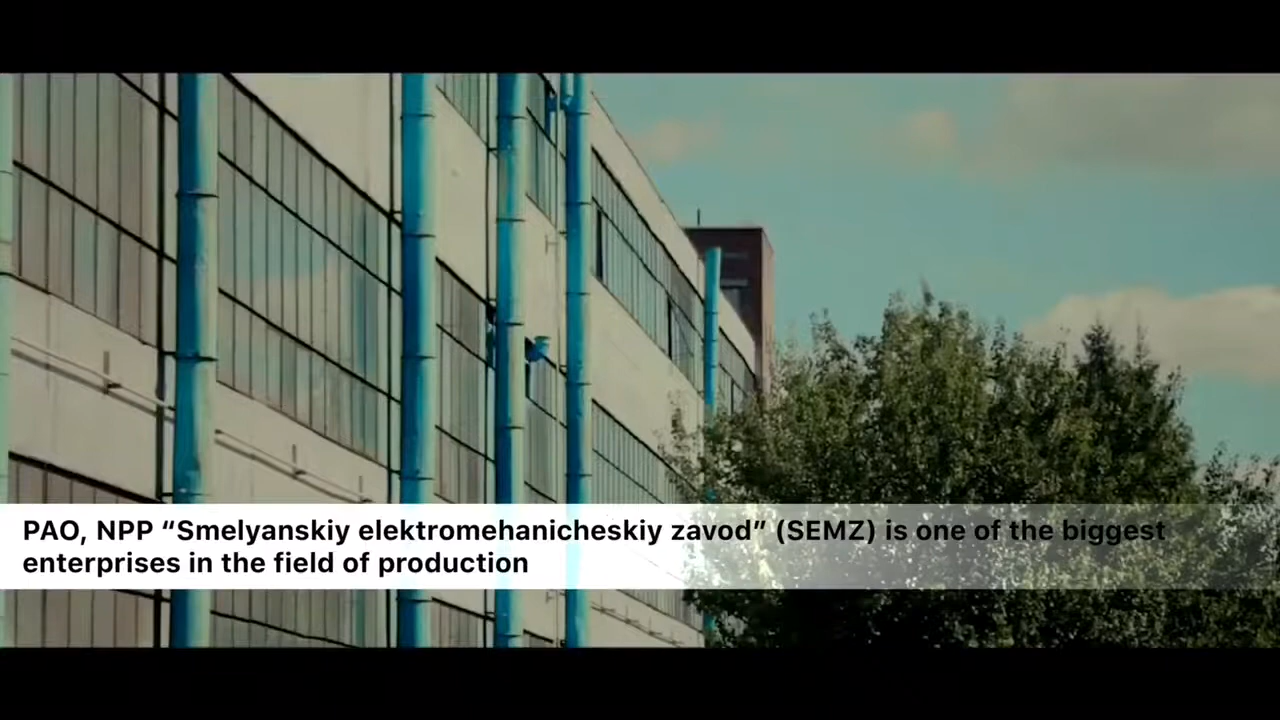 PAO, NPP “Smelyanskiy elektromehanicheskiy zavod” (SEMZ) is one of the biggest
enterprises in the field of production